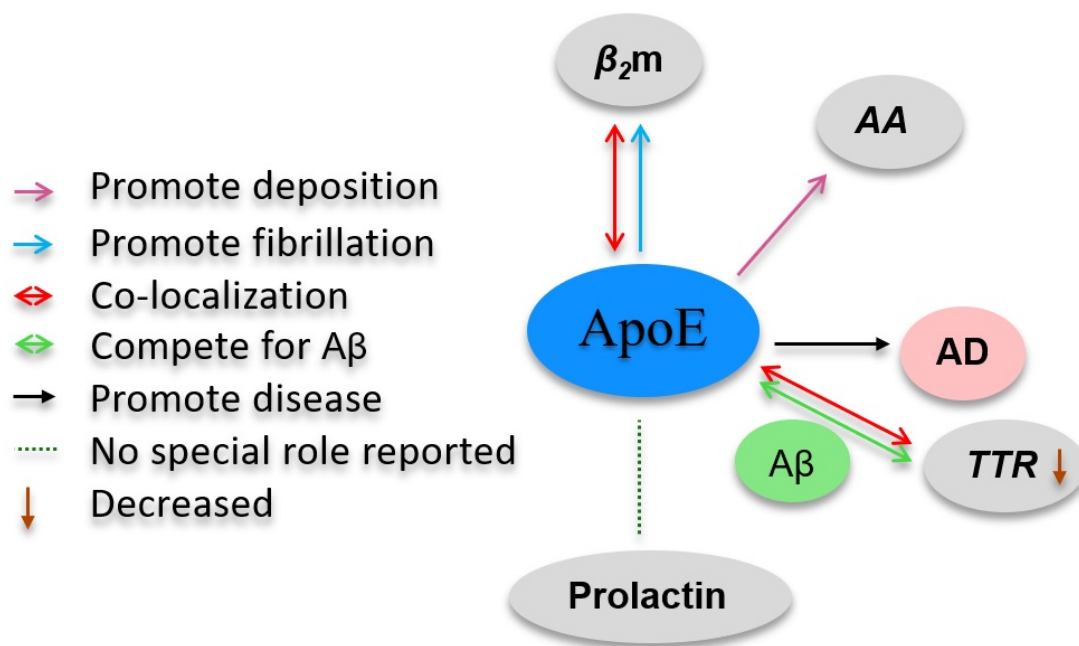 β₂m
AA
Promote deposition
Promote fibrillation
Co-localization
Compete for Aβ
Promote disease
No special role reported
Decreased
ApoE
AD
Aβ
TTR
Prolactin